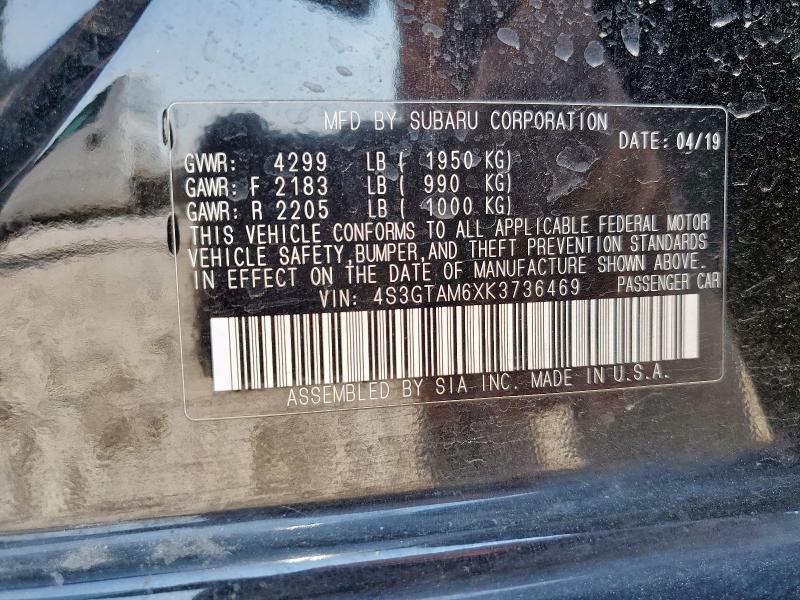 MFD BY SUBARU CORPORATION
DATE: 04/19
GVWR: 4299 LB ( 1950 KG)
GAWR: F 2183 LB ( 990 KG)
GAWR: R 2205 LB ( 1000 KG)
THIS VEHICLE CONFORMS TO ALL APPLICABLE FEDERAL MOTOR
VEHICLE SAFETY,BUMPER,AND THEFT PREVENTION STANDARDS
IN EFFECT ON THE DATE OF MANUFACTURE SHOWN ABOVE.
VIN: 4S3GTAM6XK3736469 PASSENGER CAR
ASSEMBLED BY SIA INC. MADE IN U.S.A.